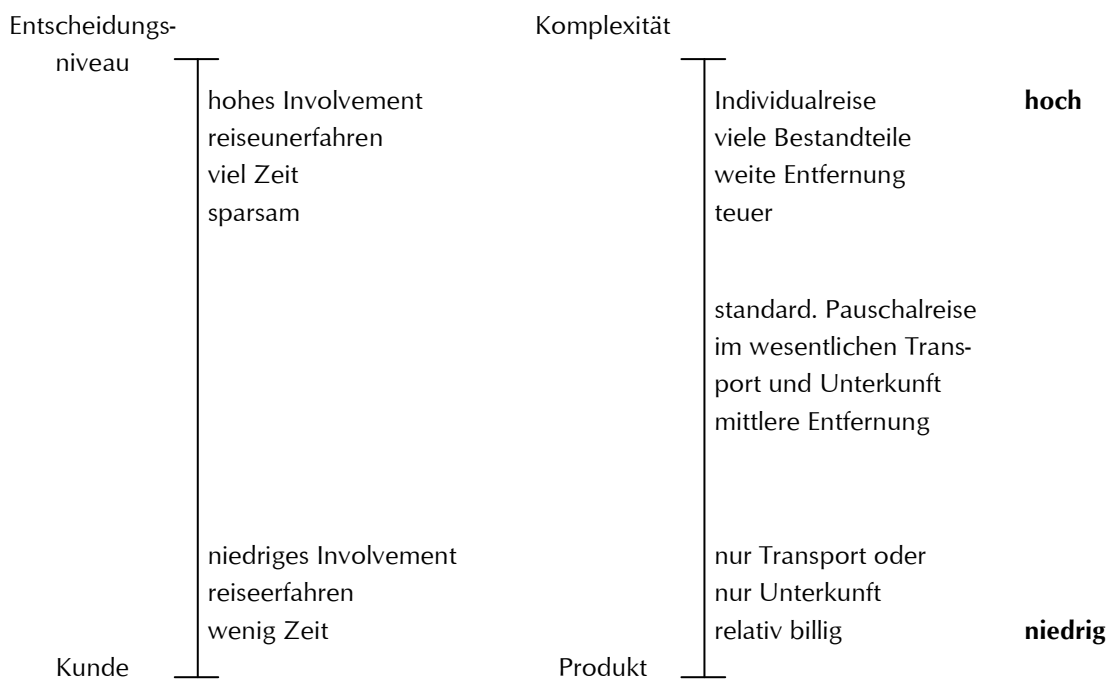 Entscheidungs-
niveau
hohes Involvement
reiseunerfahren
viel Zeit
sparsam
niedriges Involvement
reiseerfahren
wenig Zeit
Kunde
Komplexität
Individualreise
viele Bestandteile
weite Entfernung
teuer
standard. Pauschalreise
im wesentlichen Trans-
port und Unterkunft
mittlere Entfernung
nur Transport oder
nur Unterkunft
relativ billig
Produkt
hoch
niedrig